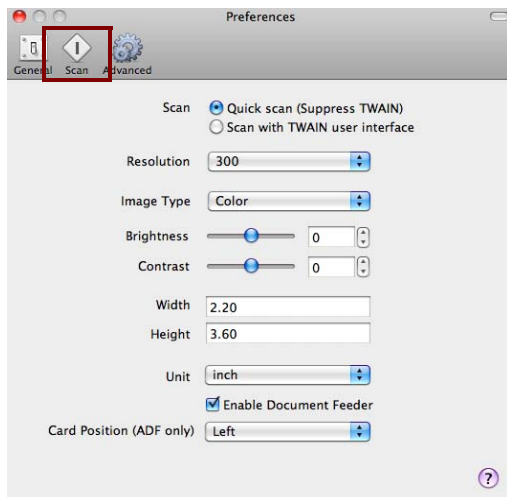 Preferences
General Scan Advanced
Scan Quick scan (Suppress TWAIN)
Scan with TWAIN user interface
Resolution 300
Image Type Color
Brightness 0
Contrast 0
Width 2.20
Height 3.60
Unit inch
Enable Document Feeder
Card Position (ADF only) Left
?